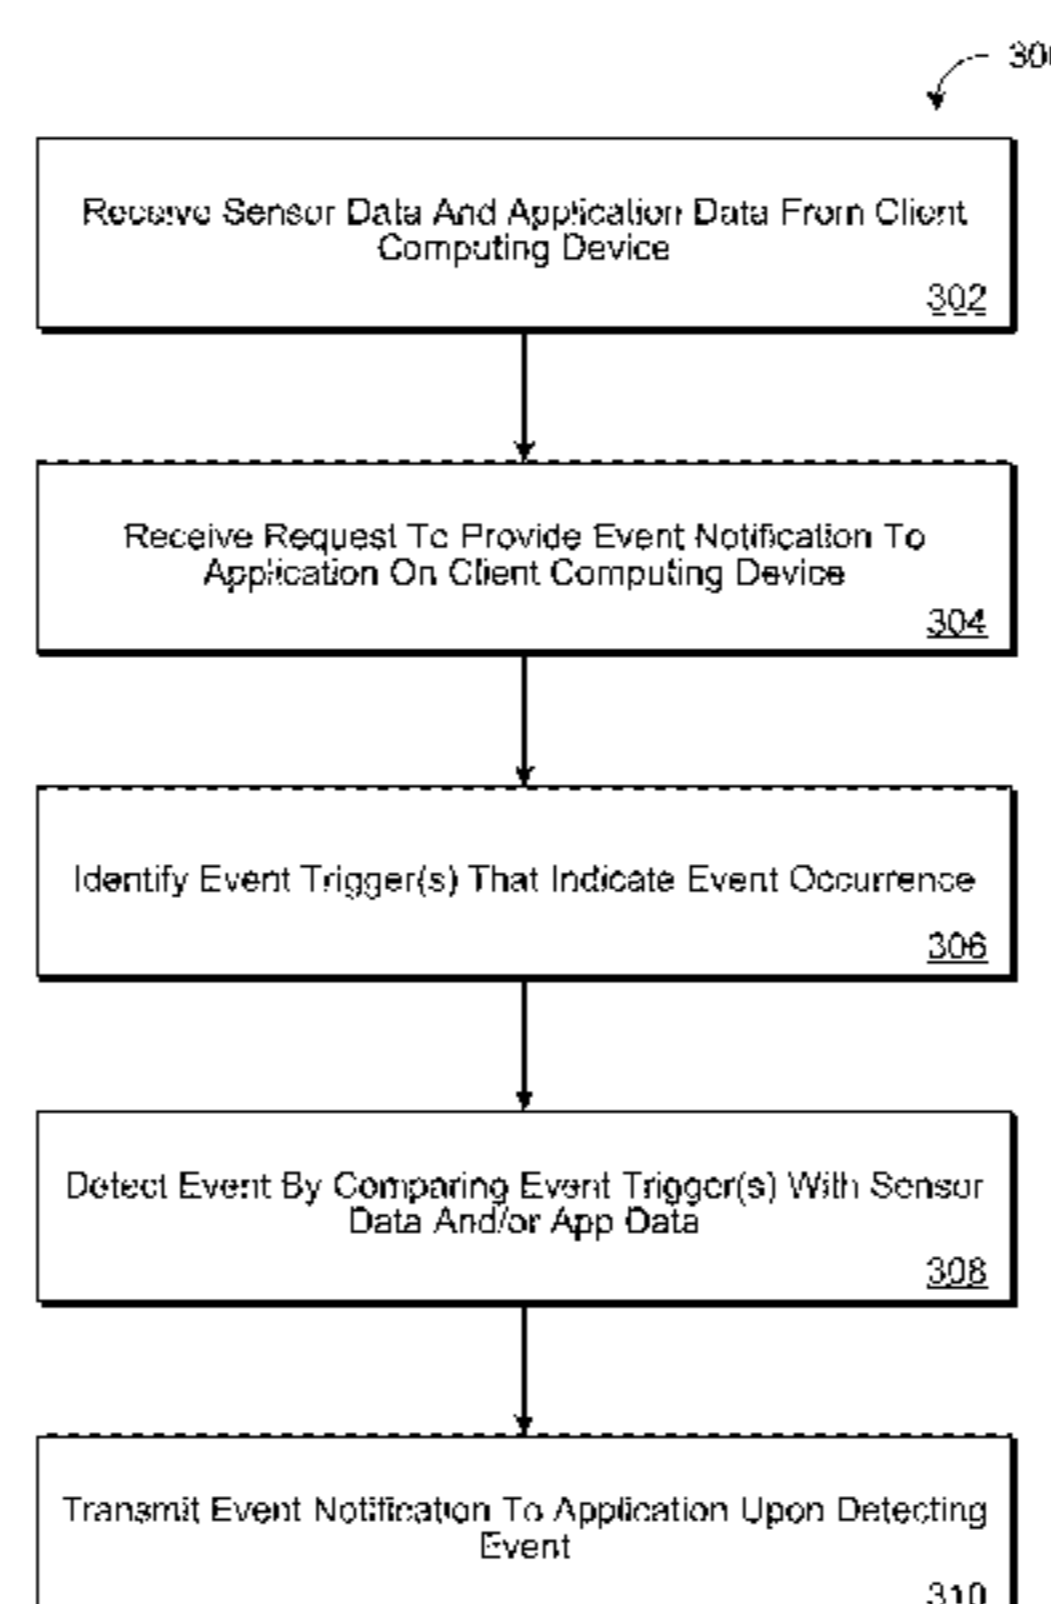 300
Receive Sensor Data And Application Data From Client
Computing Device
302
Receive Request To Provide Event Notification To
Application On Client Computing Device
304
Identify Event Trigger(s) That Indicate Event Occurrence
306
Detect Event By Comparing Event Trigger(s) With Sensor
Data And/or App Data
308
Transmit Event Notification To Application Upon Detecting
Event
310